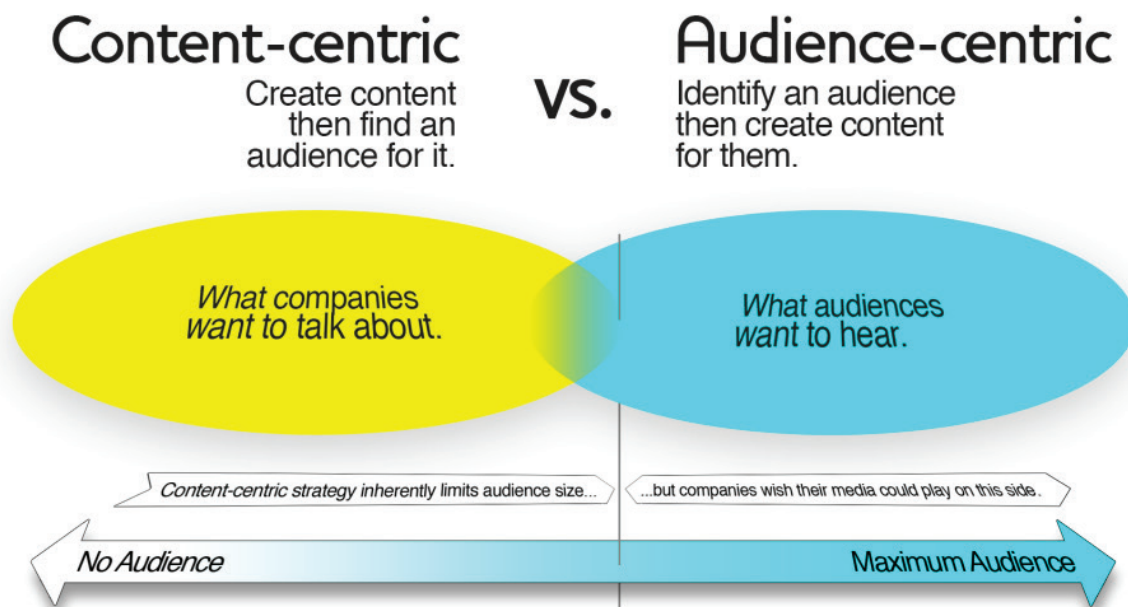 Content-centric
Create content
then find an
audience for it.
VS.
Audience-centric
Identify an audience
then create content
for them.
What companies
want to talk about.
What audiences
want to hear.
Content-centric strategy inherently limits audience size...
...but companies wish their media could play on this side.
No Audience
Maximum Audience